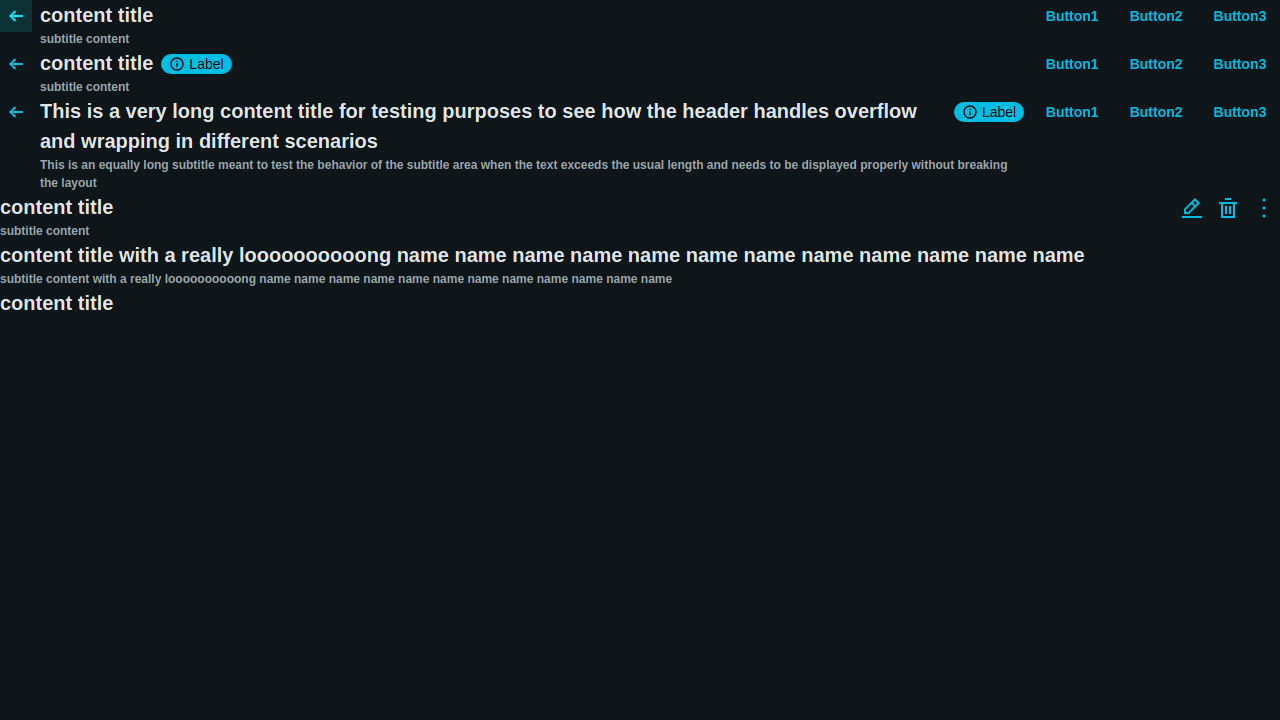 content title Button1 Button2 Button3
subtitle content
content title Label Button1 Button2 Button3
subtitle content
This is a very long content title for testing purposes to see how the header handles overflow Label Button1 Button2 Button3
and wrapping in different scenarios
This is an equally long subtitle meant to test the behavior of the subtitle area when the text exceeds the usual length and needs to be displayed properly without breaking
the layout
content title
subtitle content
content title with a really loooooooooong name name name name name name name name name name name name
subtitle content with a really loooooooooong name name name name name name name name name name name name
content title